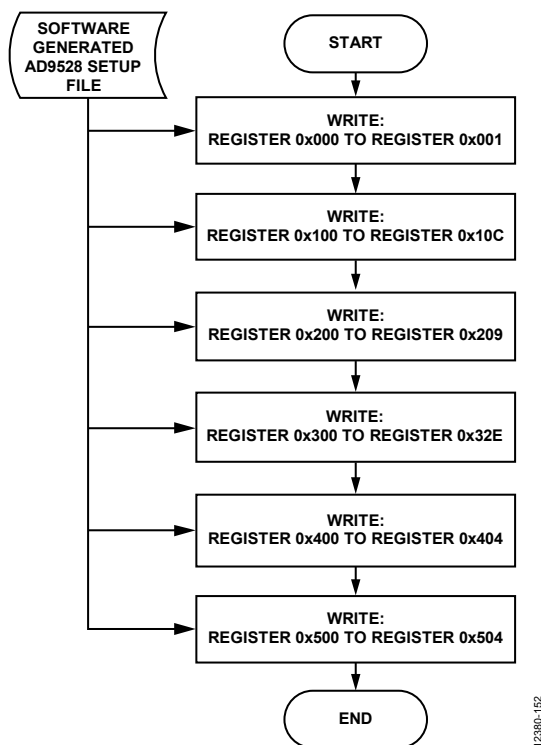 SOFTWARE
GENERATED
AD9528 SETUP
FILE
START
WRITE:
REGISTER 0x000 TO REGISTER 0x001
WRITE:
REGISTER 0x100 TO REGISTER 0x10C
WRITE:
REGISTER 0x200 TO REGISTER 0x209
WRITE:
REGISTER 0x300 TO REGISTER 0x32E
WRITE:
REGISTER 0x400 TO REGISTER 0x404
WRITE:
REGISTER 0x500 TO REGISTER 0x504
END
12380-152